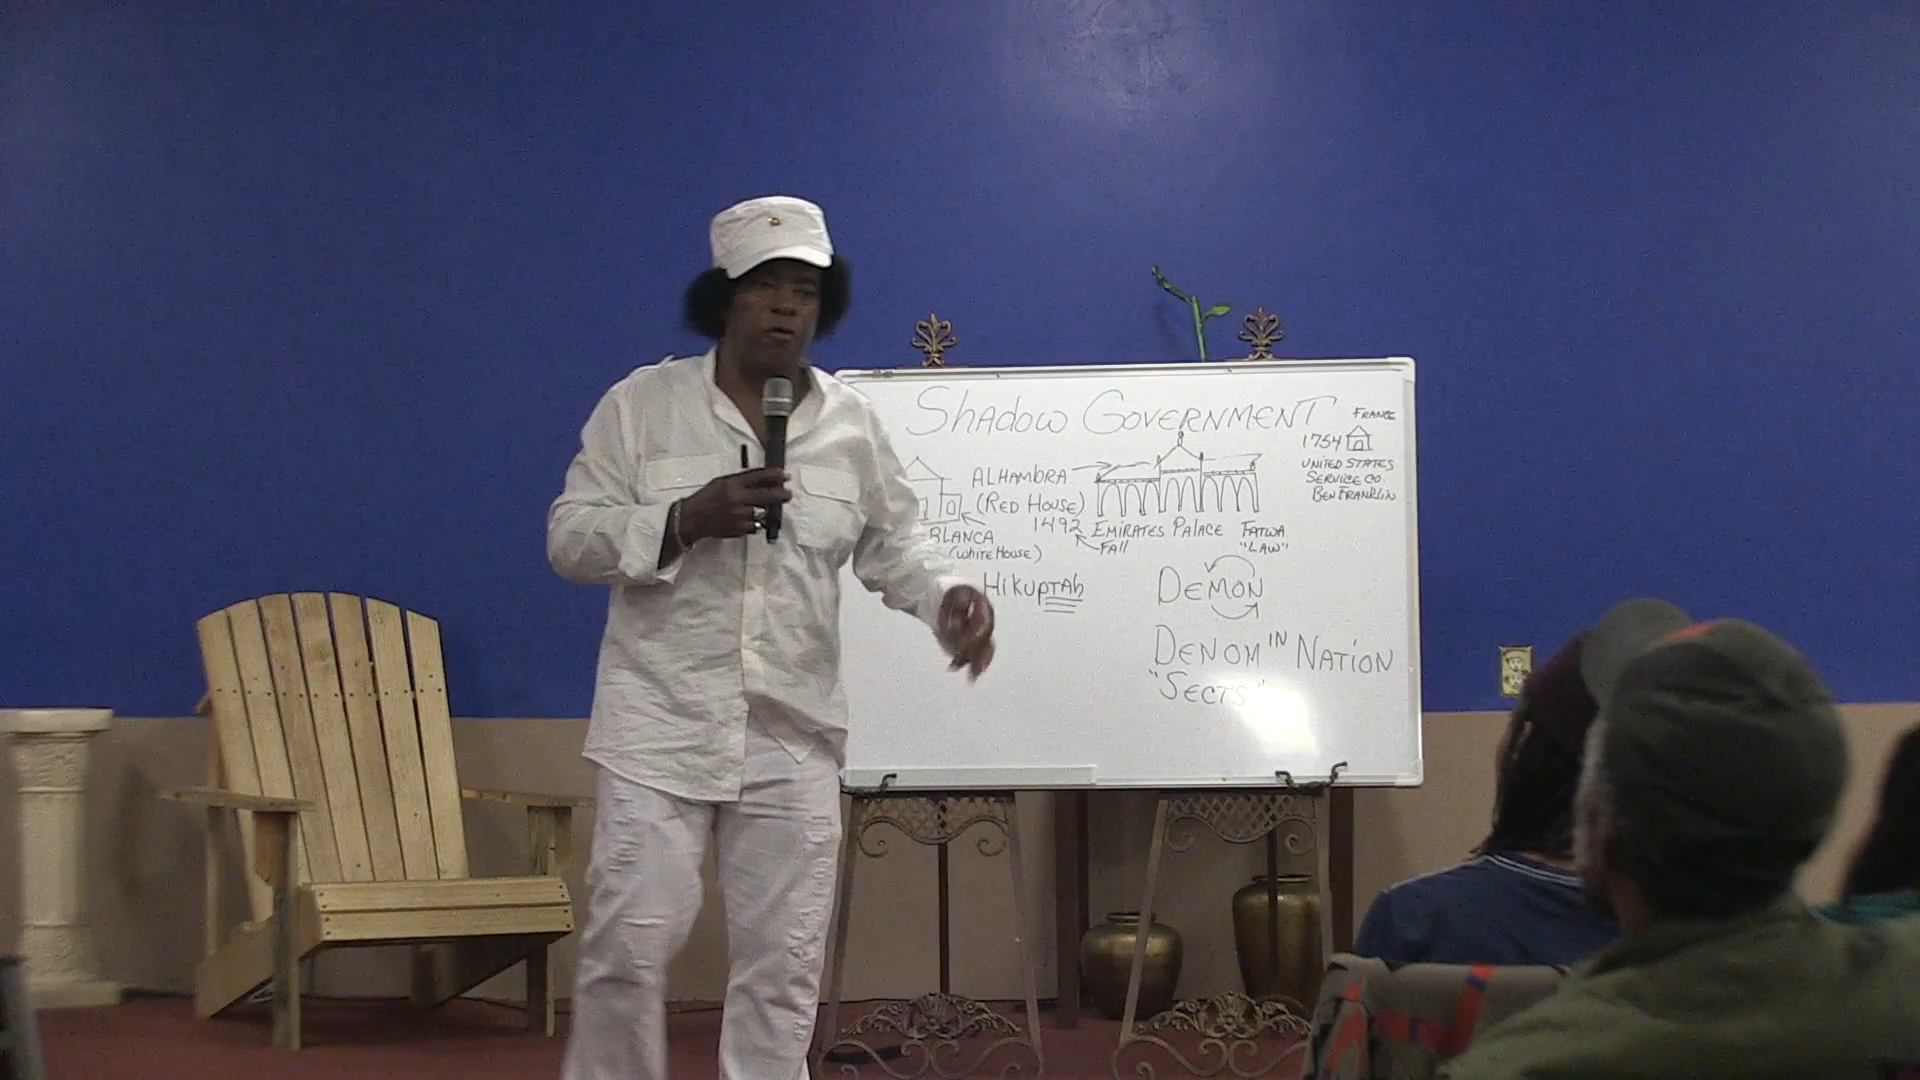 Shadow Government
FRANCE
1754
UNITED STATES
SERVICE CO.
BEN FRANKLIN
ALHAMBRA
(RED HOUSE)
1492
BLANCA
(WHITE HOUSE)
FAll
EMIRATES PALACE
FATWA
"LAW"
HiKupTAh
DEMON
DENOM IN NATION
"SECTS"